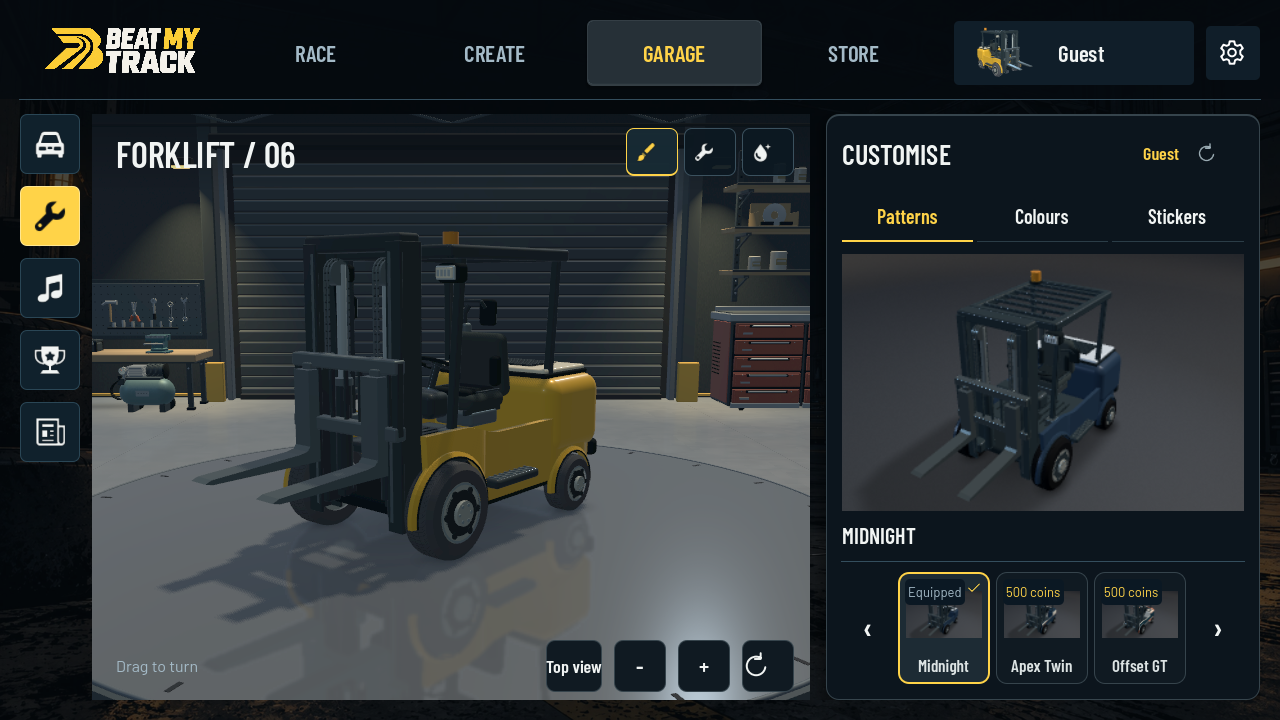 BEAT MY TRACK
RACE
CREATE
GARAGE
STORE
Guest
FORKLIFT / 06
CUSTOMISE
Guest
Patterns
Colours
Stickers
MIDNIGHT
Equipped
500 coins
500 coins
‹
›
Midnight
Apex Twin
Offset GT
Drag to turn
Top view
-
+